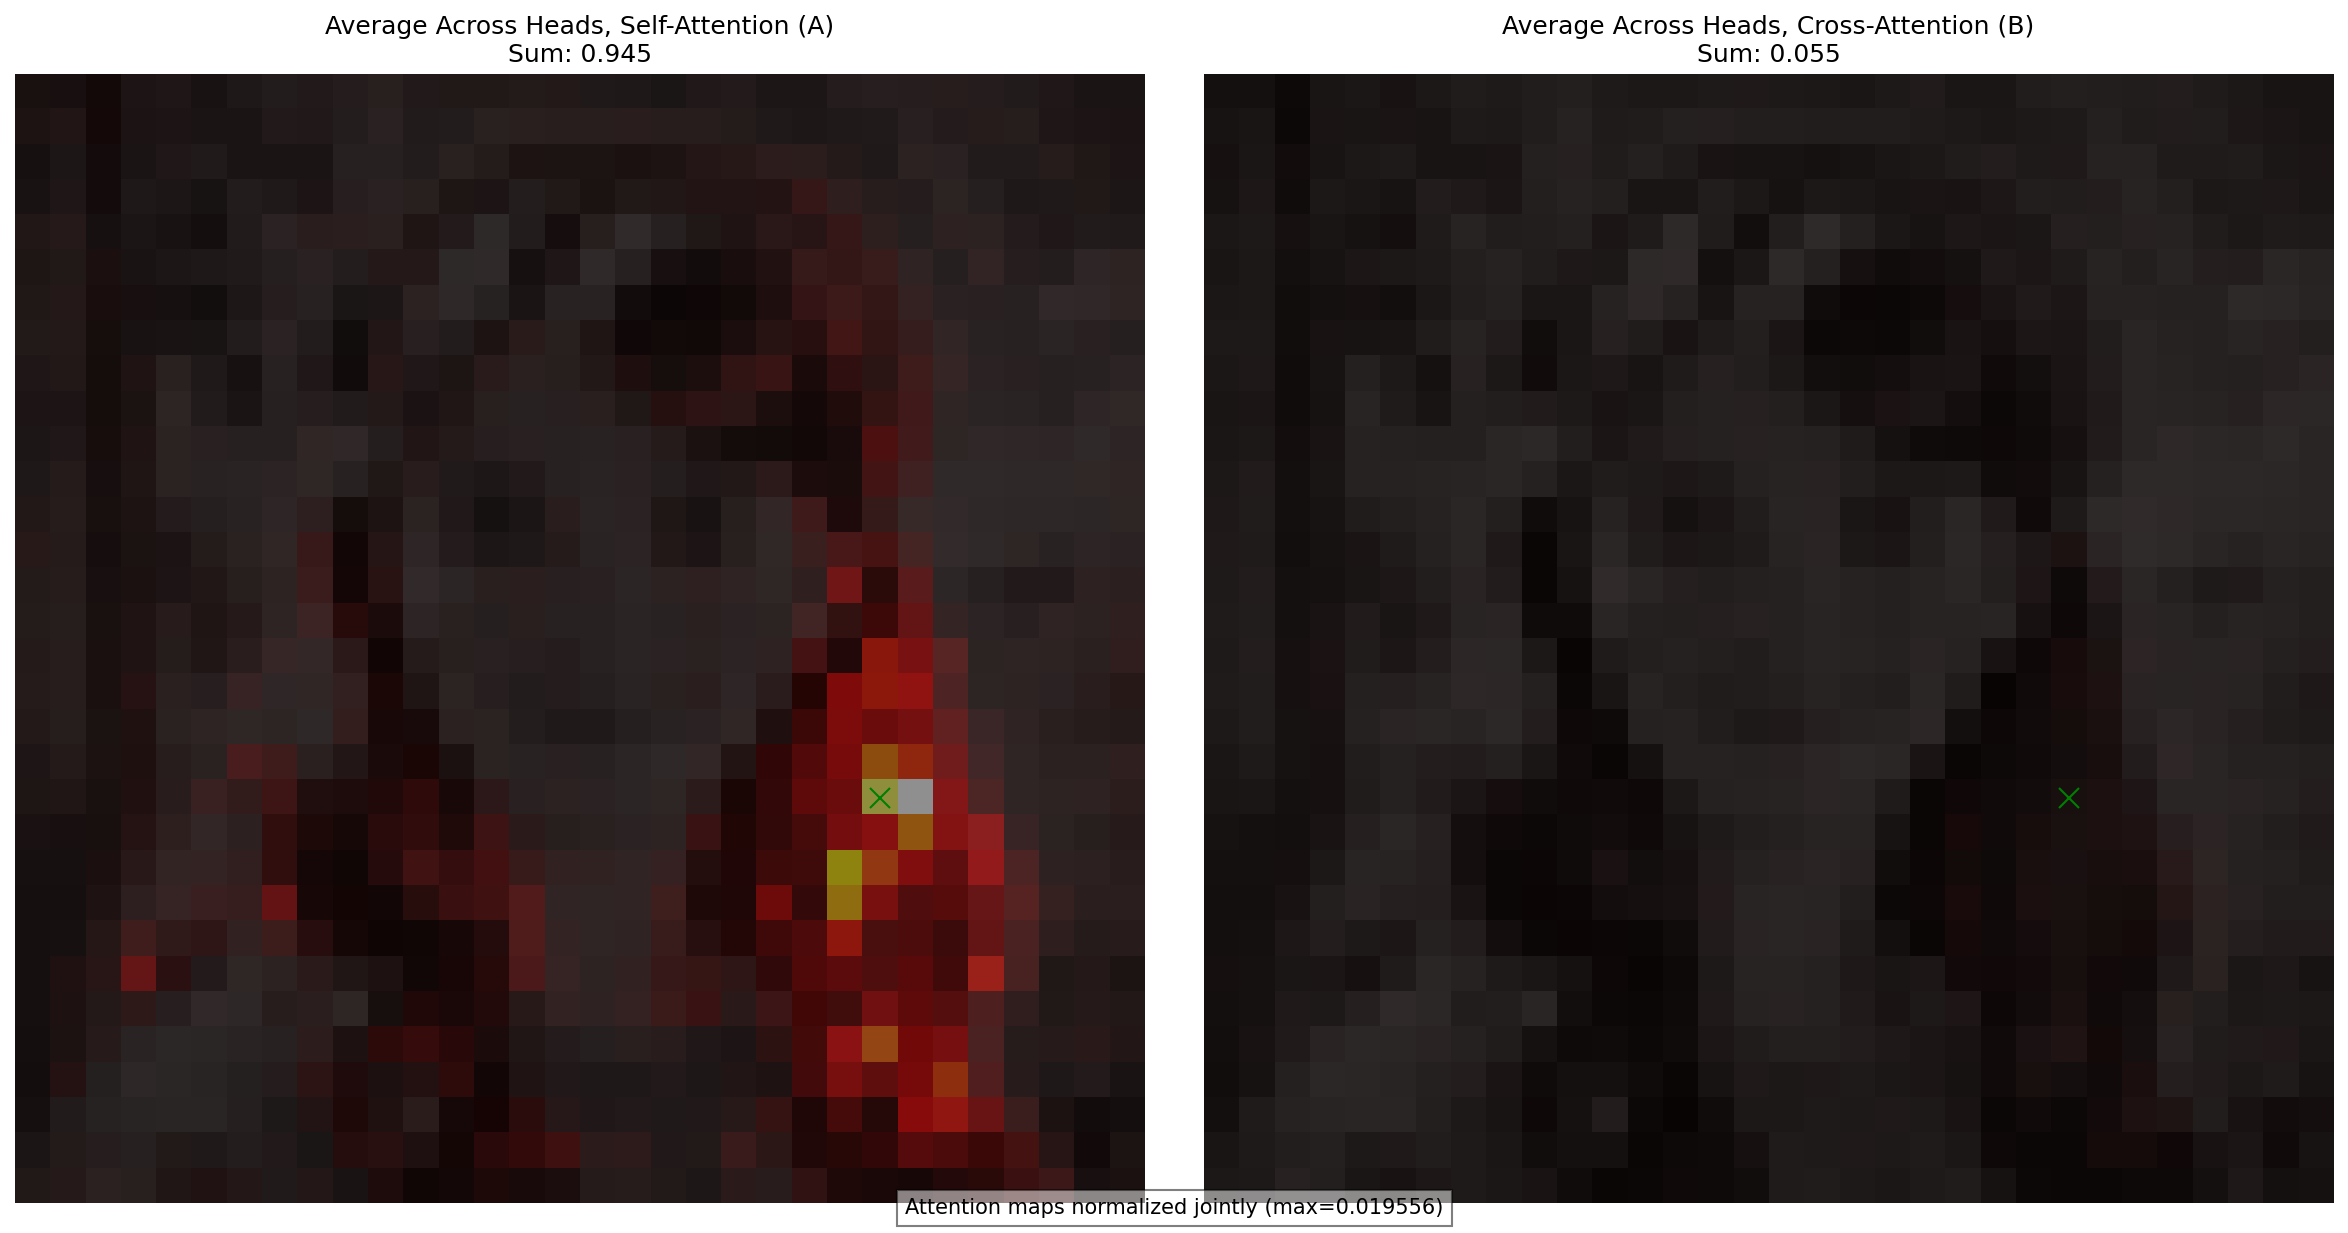 Average Across Heads, Self-Attention (A)
Sum: 0.945
Average Across Heads, Cross-Attention (B)
Sum: 0.055
Attention maps normalized jointly (max=0.019556)